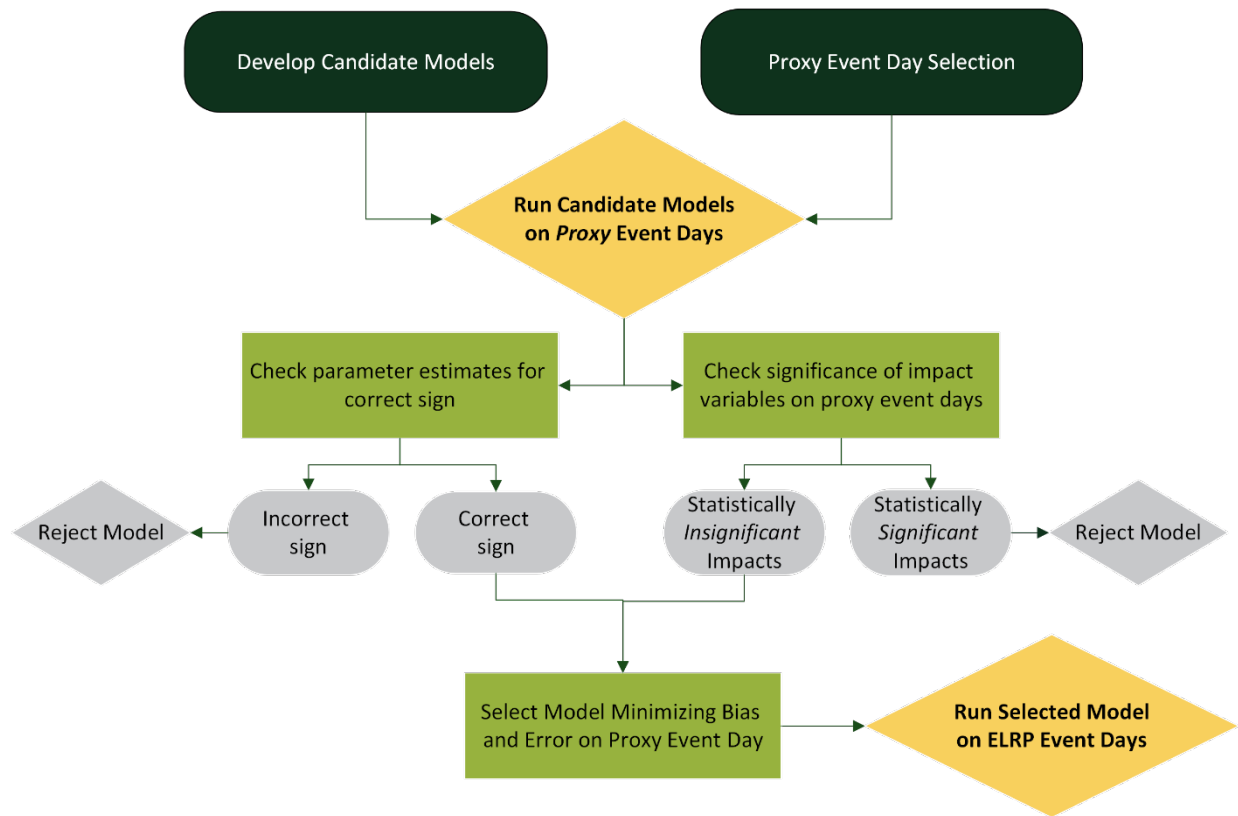 Develop Candidate Models
Proxy Event Day Selection
Run Candidate Models
on Proxy Event Days
Check parameter estimates for
correct sign
Check significance of impact
variables on proxy event days
Reject Model
Incorrect
sign
Correct
sign
Statistically
Insignificant
Impacts
Statistically
Significant
Impacts
Reject Model
Select Model Minimizing Bias
and Error on Proxy Event Day
Run Selected Model
on ELRP Event Days